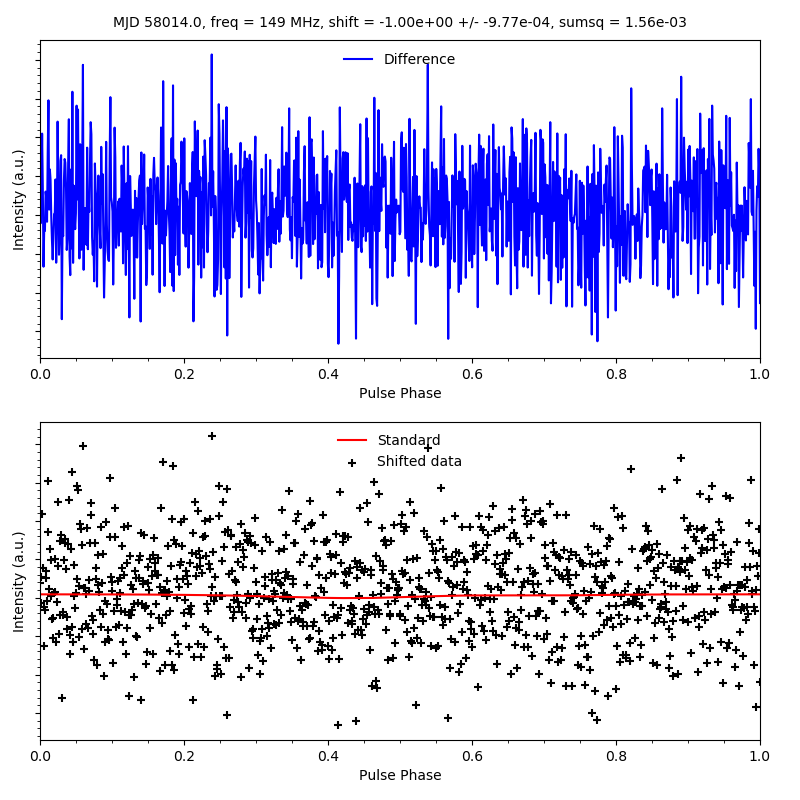 MJD 58014.0, freq = 149 MHz, shift = -1.00e+00 +/- -9.77e-04, sumsq = 1.56e-03
Difference
Intensity (a.u.)
0.0 0.2 0.4 0.6 0.8 1.0
Pulse Phase
Standard
Shifted data
Intensity (a.u.)
0.0 0.2 0.4 0.6 0.8 1.0
Pulse Phase